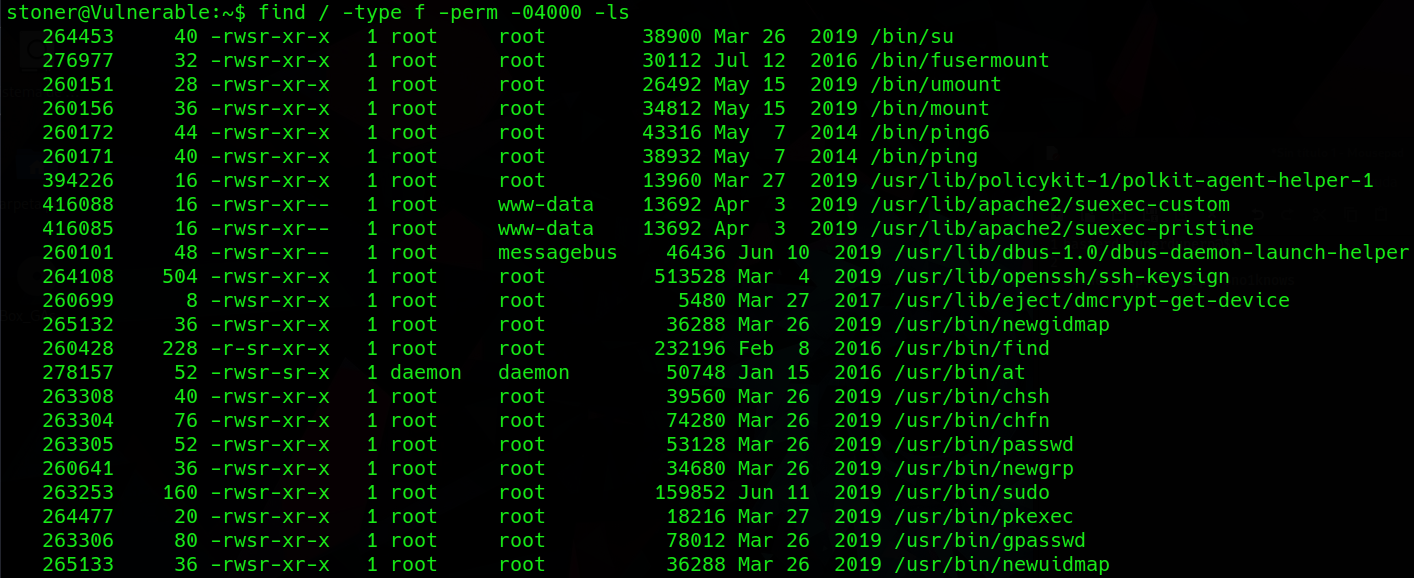 stoner@Vulnerable:~$ find / -type f -perm -04000 -ls
264453 40 -rwsr-xr-x 1 root root 38900 Mar 26 2019 /bin/su
276977 32 -rwsr-xr-x 1 root root 30112 Jul 12 2016 /bin/fusermount
260151 28 -rwsr-xr-x 1 root root 26492 May 15 2019 /bin/umount
260156 36 -rwsr-xr-x 1 root root 34812 May 15 2019 /bin/mount
260172 44 -rwsr-xr-x 1 root root 43316 May 7 2014 /bin/ping6
260171 40 -rwsr-xr-x 1 root root 38932 May 7 2014 /bin/ping
394226 16 -rwsr-xr-x 1 root root 13960 Mar 27 2019 /usr/lib/policykit-1/polkit-agent-helper-1
416088 16 -rwsr-xr-- 1 root www-data 13692 Apr 3 2019 /usr/lib/apache2/suexec-custom
416085 16 -rwsr-xr-- 1 root www-data 13692 Apr 3 2019 /usr/lib/apache2/suexec-pristine
260101 48 -rwsr-xr-- 1 root messagebus 46436 Jun 10 2019 /usr/lib/dbus-1.0/dbus-daemon-launch-helper
264108 504 -rwsr-xr-x 1 root root 513528 Mar 4 2019 /usr/lib/openssh/ssh-keysign
260699 8 -rwsr-xr-x 1 root root 5480 Mar 27 2017 /usr/lib/eject/dmcrypt-get-device
265132 36 -rwsr-xr-x 1 root root 36288 Mar 26 2019 /usr/bin/newgidmap
260428 228 -r-sr-xr-x 1 root root 232196 Feb 8 2016 /usr/bin/find
278157 52 -rwsr-sr-x 1 daemon daemon 50748 Jan 15 2016 /usr/bin/at
263308 40 -rwsr-xr-x 1 root root 39560 Mar 26 2019 /usr/bin/chsh
263304 76 -rwsr-xr-x 1 root root 74280 Mar 26 2019 /usr/bin/chfn
263305 52 -rwsr-xr-x 1 root root 53128 Mar 26 2019 /usr/bin/passwd
260641 36 -rwsr-xr-x 1 root root 34680 Mar 26 2019 /usr/bin/newgrp
263253 160 -rwsr-xr-x 1 root root 159852 Jun 11 2019 /usr/bin/sudo
264477 20 -rwsr-xr-x 1 root root 18216 Mar 27 2019 /usr/bin/pkexec
263306 80 -rwsr-xr-x 1 root root 78012 Mar 26 2019 /usr/bin/gpasswd
265133 36 -rwsr-xr-x 1 root root 36288 Mar 26 2019 /usr/bin/newuidmap